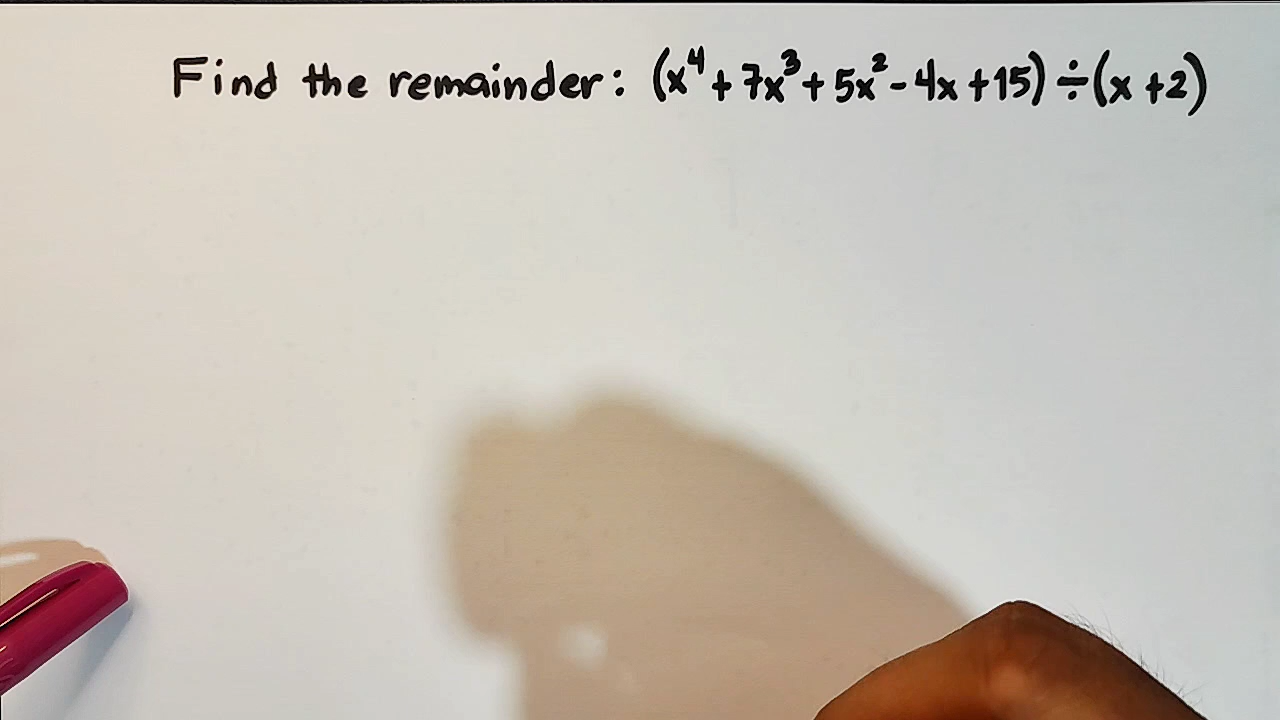 Find the remainder: (x⁴ + 7x³ + 5x² - 4x + 15) ÷ (x + 2)